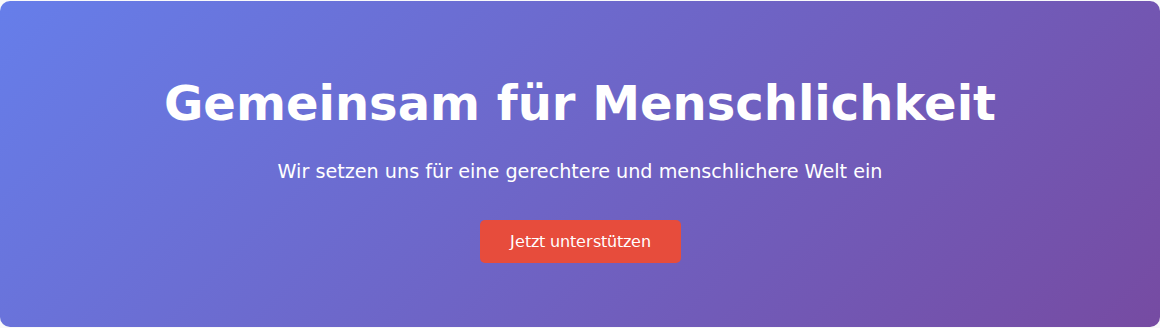 Gemeinsam für Menschlichkeit
Wir setzen uns für eine gerechtere und menschlichere Welt ein
Jetzt unterstützen